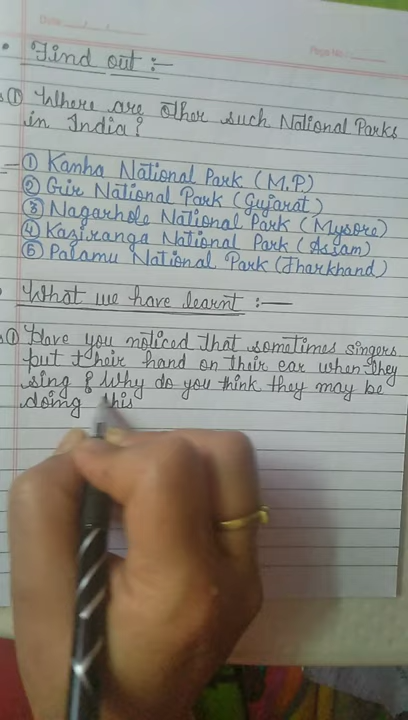 Date
Page No.
• Find out :-
① Where are other such National Parks
in India?
① Kanha National Park (M.P)
② Gir National Park (Gujarat)
③ Nagarhole National Park (Mysore)
④ Kaziranga National Park (Assam)
⑤ Palamu National Park (Jharkhand)
• What we have learnt :-
① Have you noticed that sometimes singers
put their hand on their ear when they
sing & Why do you think they may be
doing this